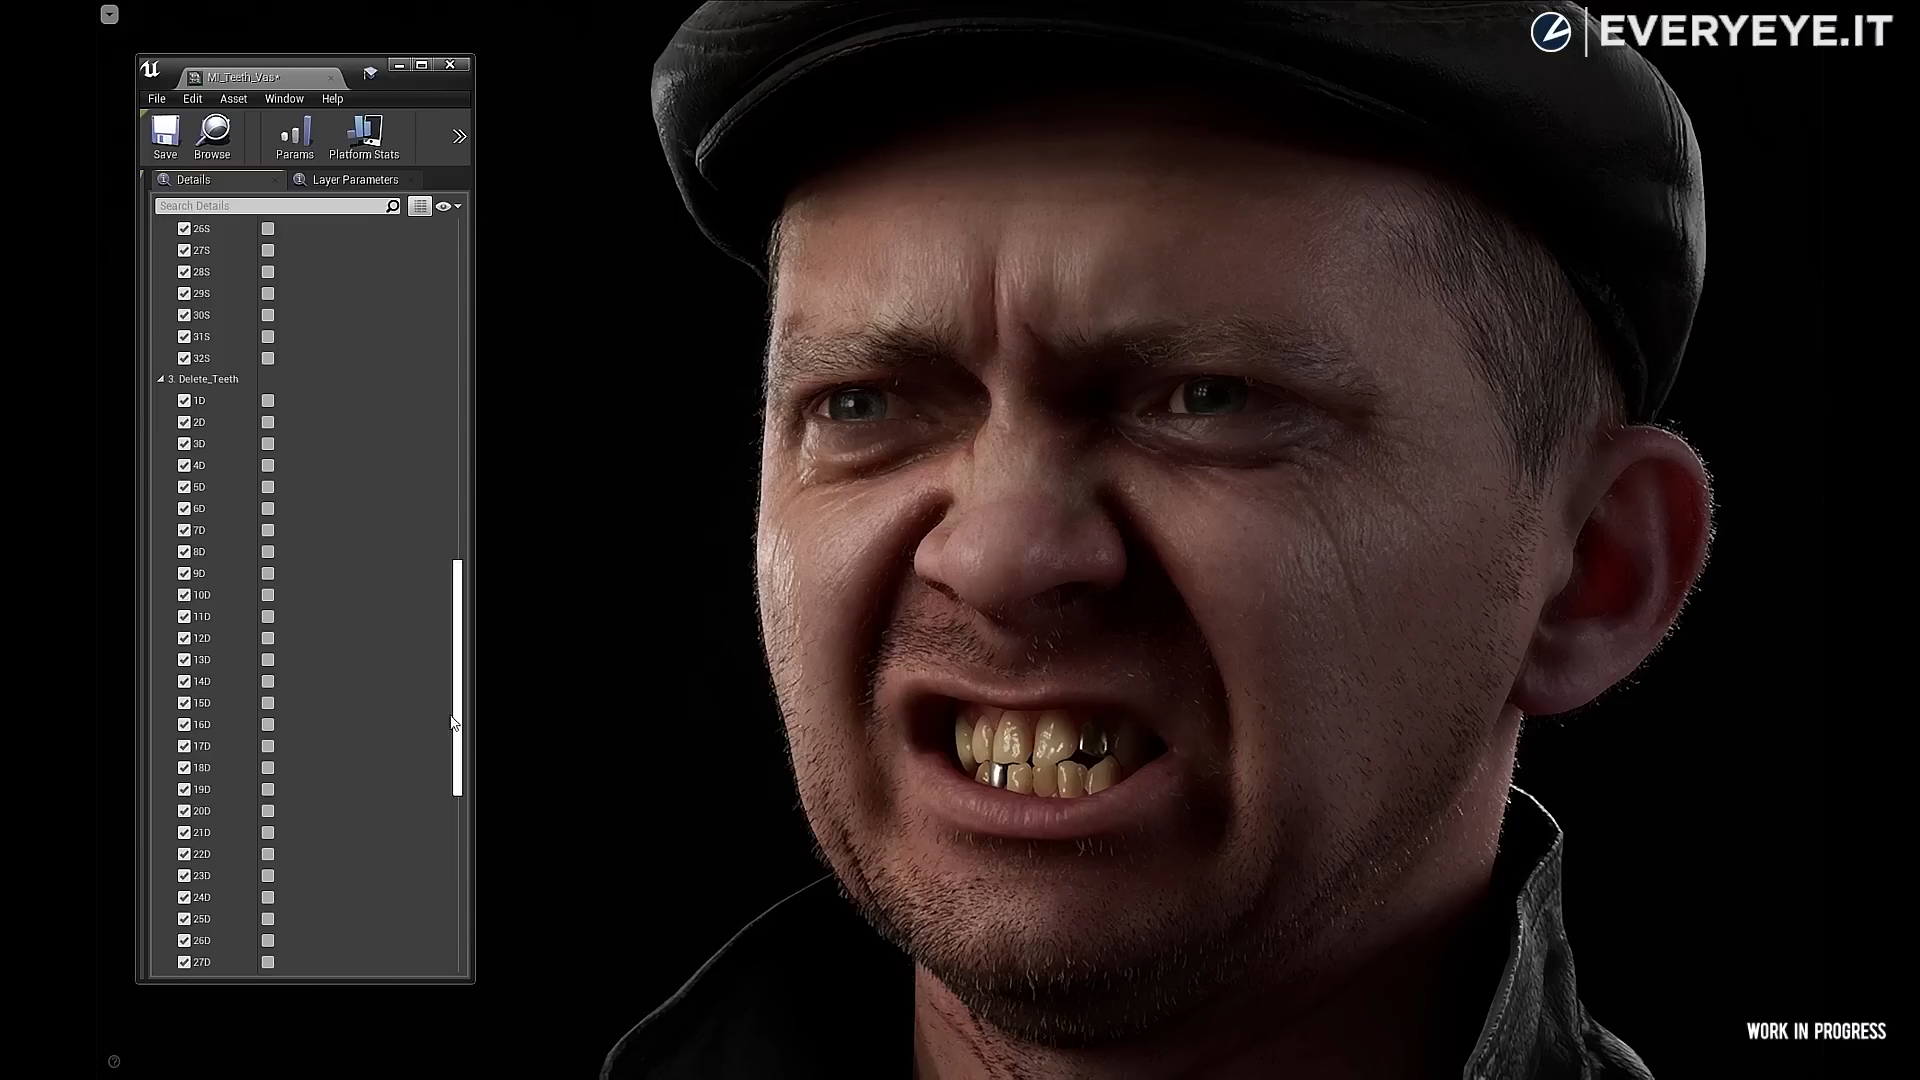 EVERYEYE.IT
MI_Teeth_Vas*
File Edit Asset Window Help
Save Browse Params Platform Stats
Details Layer Parameters
Search Details
26S
27S
28S
29S
30S
31S
32S
3. Delete_Teeth
1D
2D
3D
4D
5D
6D
7D
8D
9D
10D
11D
12D
13D
14D
15D
16D
17D
18D
19D
20D
21D
22D
23D
24D
25D
26D
27D
WORK IN PROGRESS